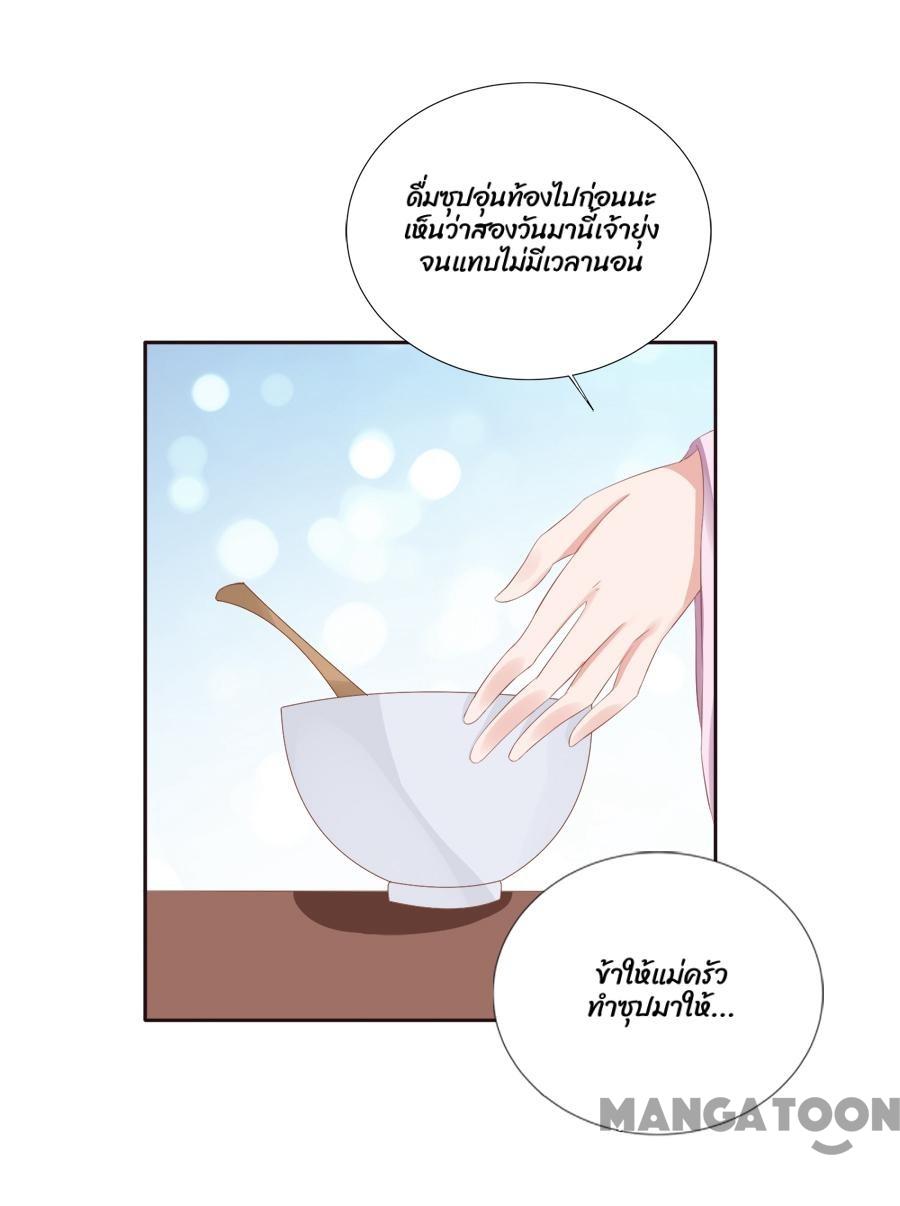 ดื่มซุปอุ่นท้องไปก่อนนะ
เห็นว่าสองวันมานี้เจ้ายุ่ง
จนแทบไม่มีเวลานอน
ข้าให้แม่ครัว
ทำซุปมาให้...
MANGATOON